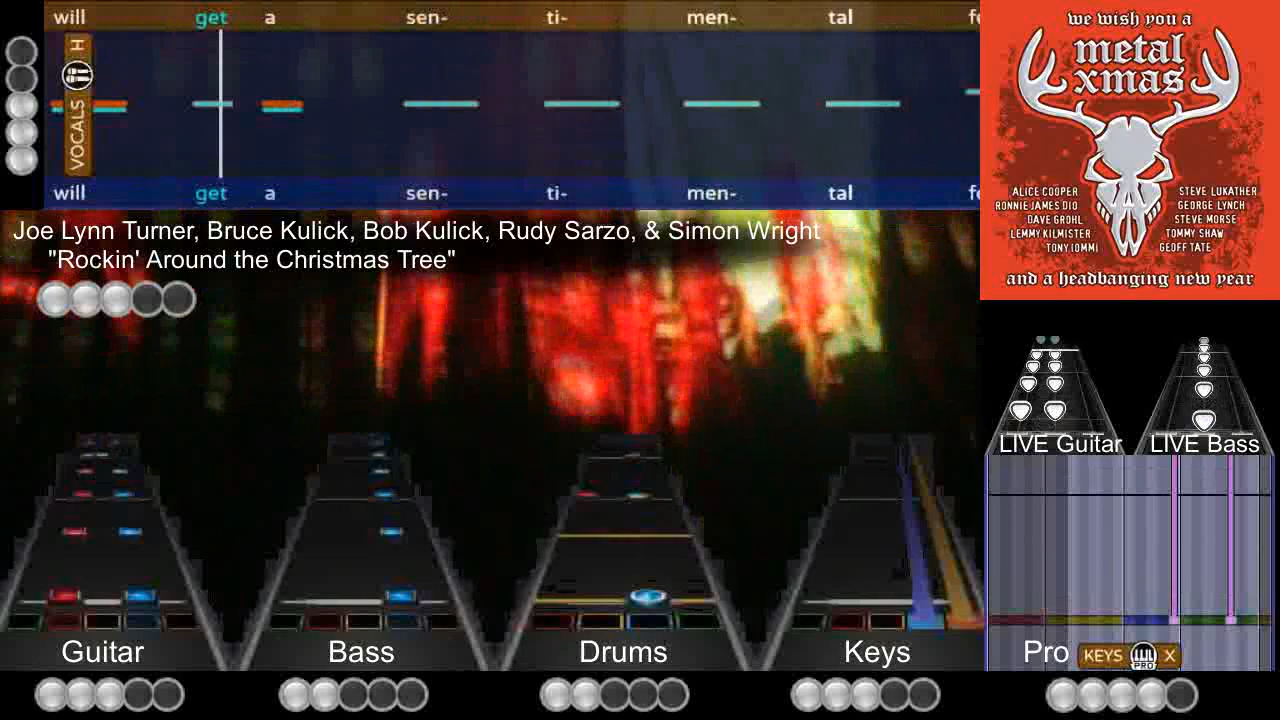 will get a sen- ti- men- tal
VOCALS H
will get a sen- ti- men- tal
Joe Lynn Turner, Bruce Kulick, Bob Kulick, Rudy Sarzo, & Simon Wright
"Rockin' Around the Christmas Tree"
we wish you a
metal
xmas
ALICE COOPER
RONNIE JAMES DIO
DAVE GROHL
LEMMY KILMISTER
TONY IOMMI
STEVE LUKATHER
GEORGE LYNCH
STEVE MORSE
TOMMY SHAW
GEOFF TATE
and a headbanging new year
LIVE Guitar LIVE Bass
Guitar Bass Drums Keys Pro KEYS PRO X